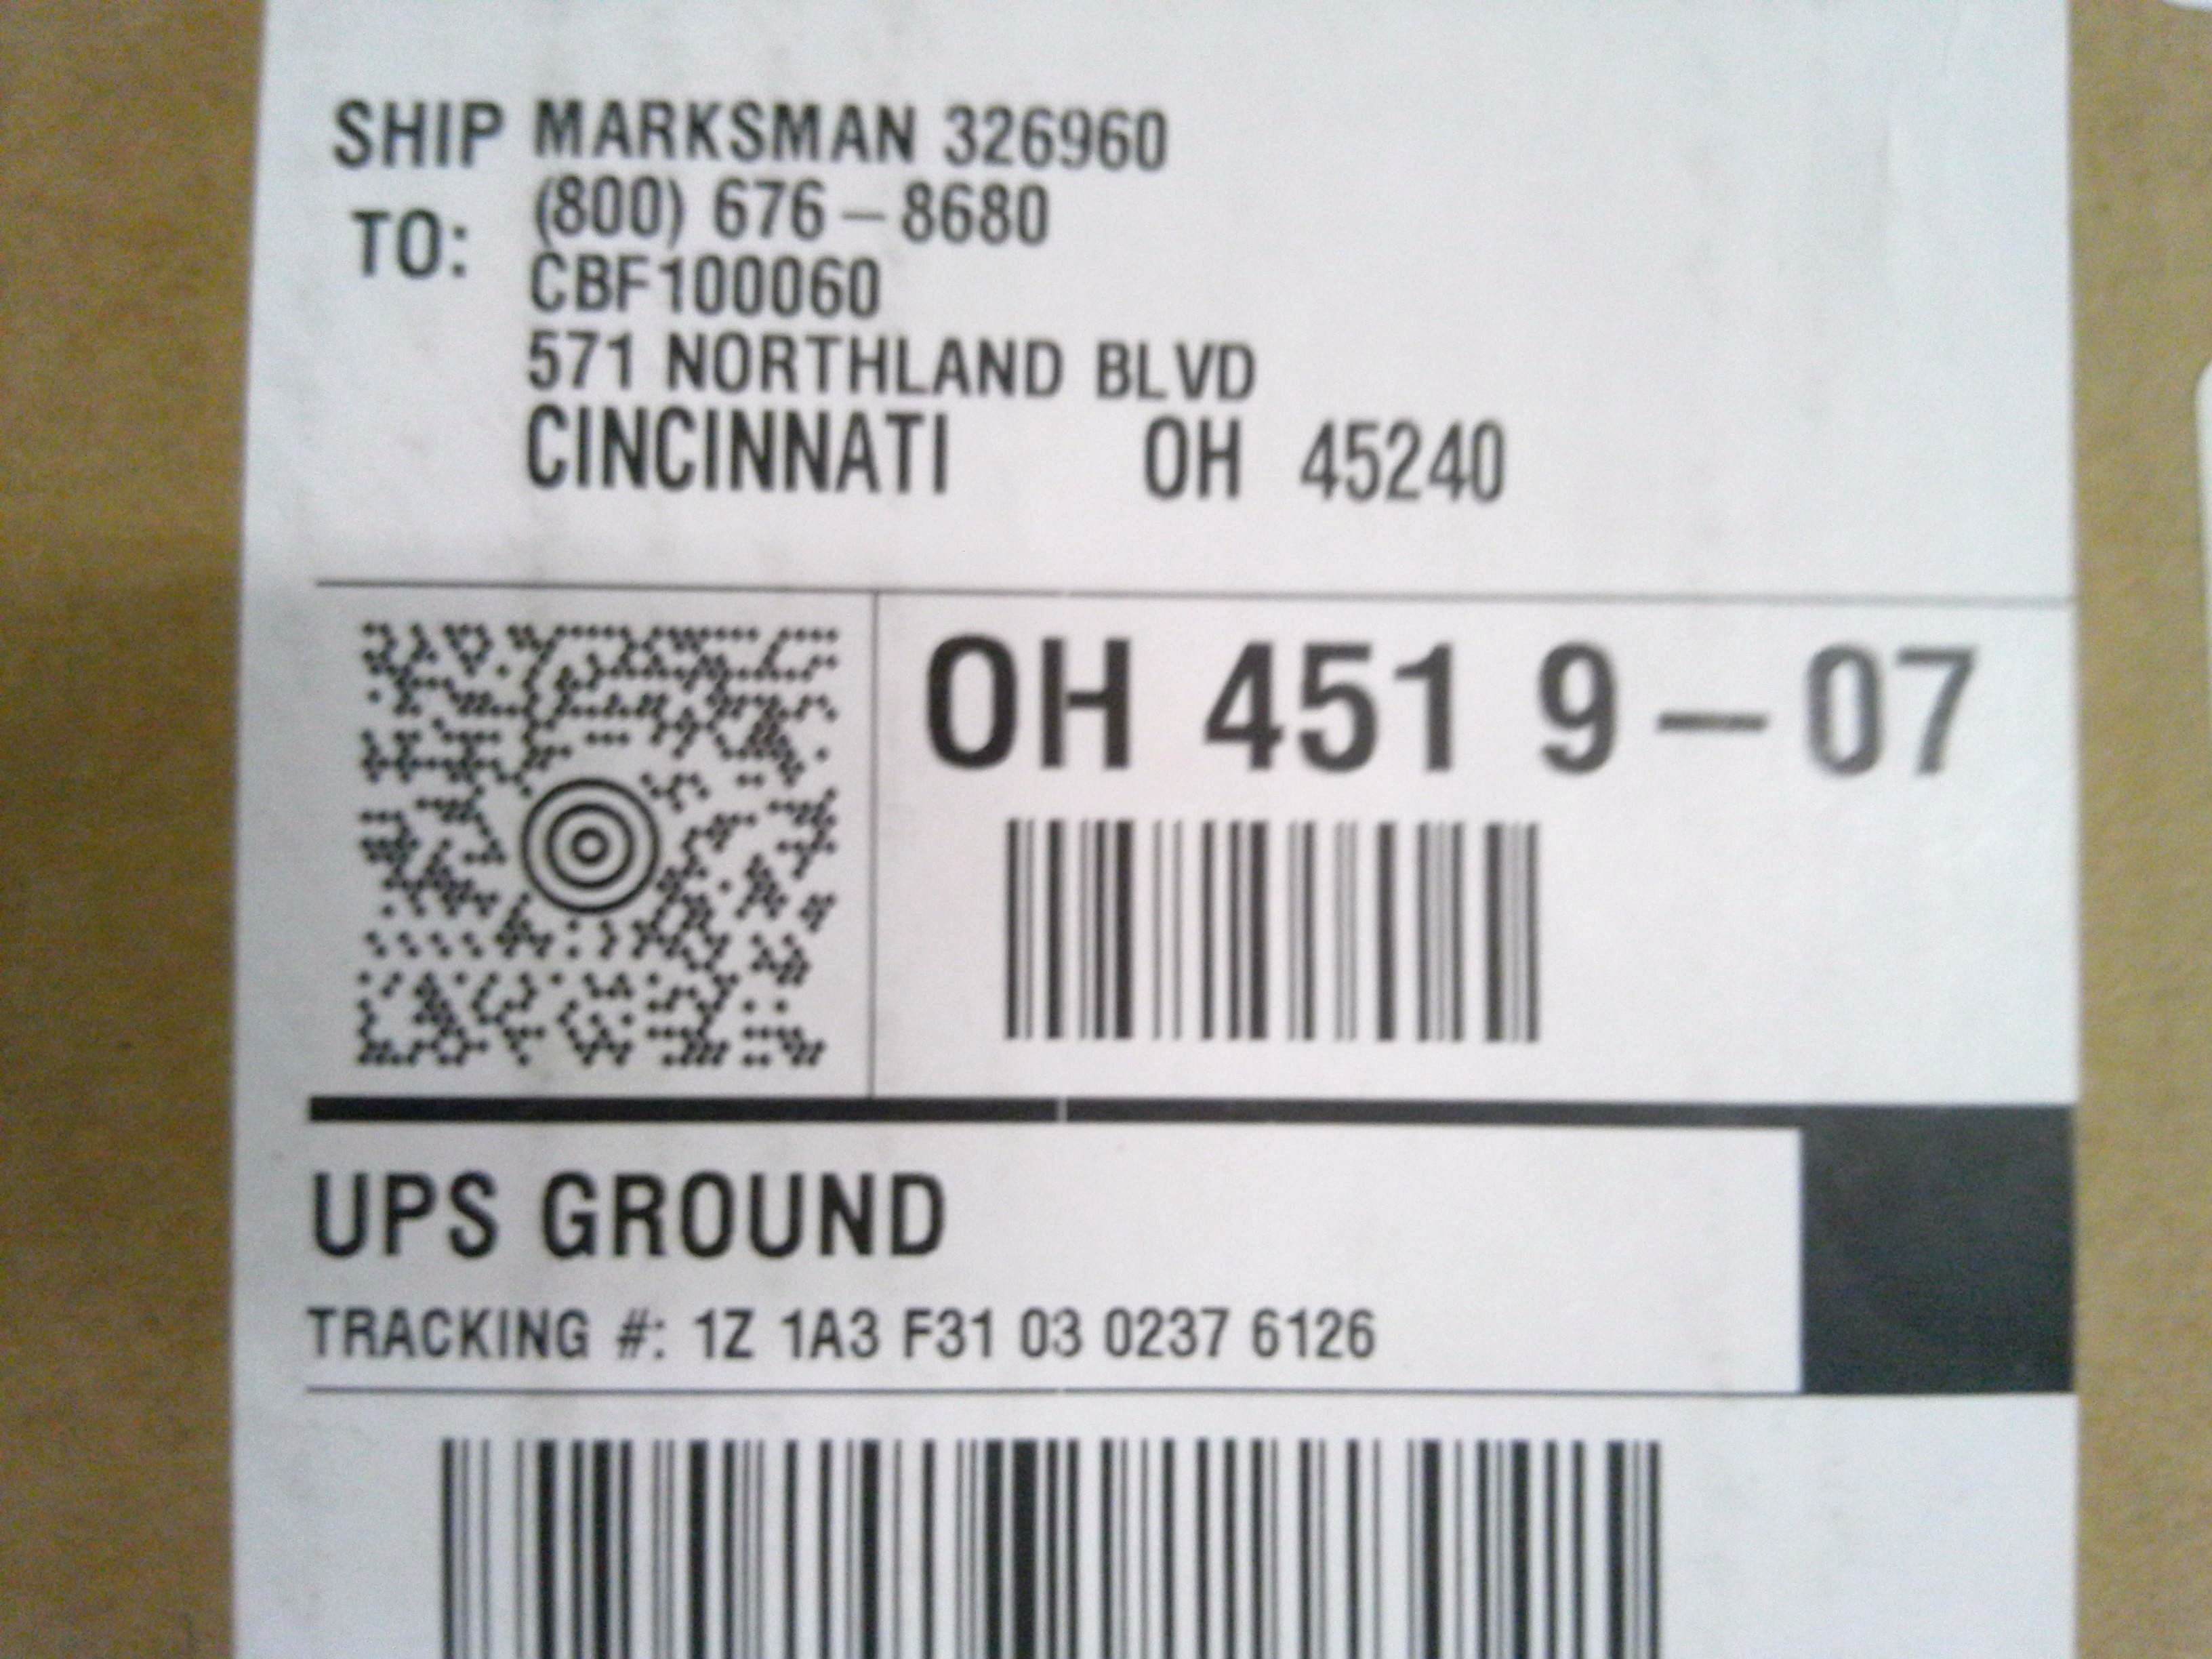 SHIP MARKSMAN 326960
TO: (800) 676-8680
CBF100060
571 NORTHLAND BLVD
CINCINNATI OH 45240
OH 451 9-07
UPS GROUND
TRACKING #: 1Z 1A3 F31 03 0237 6126